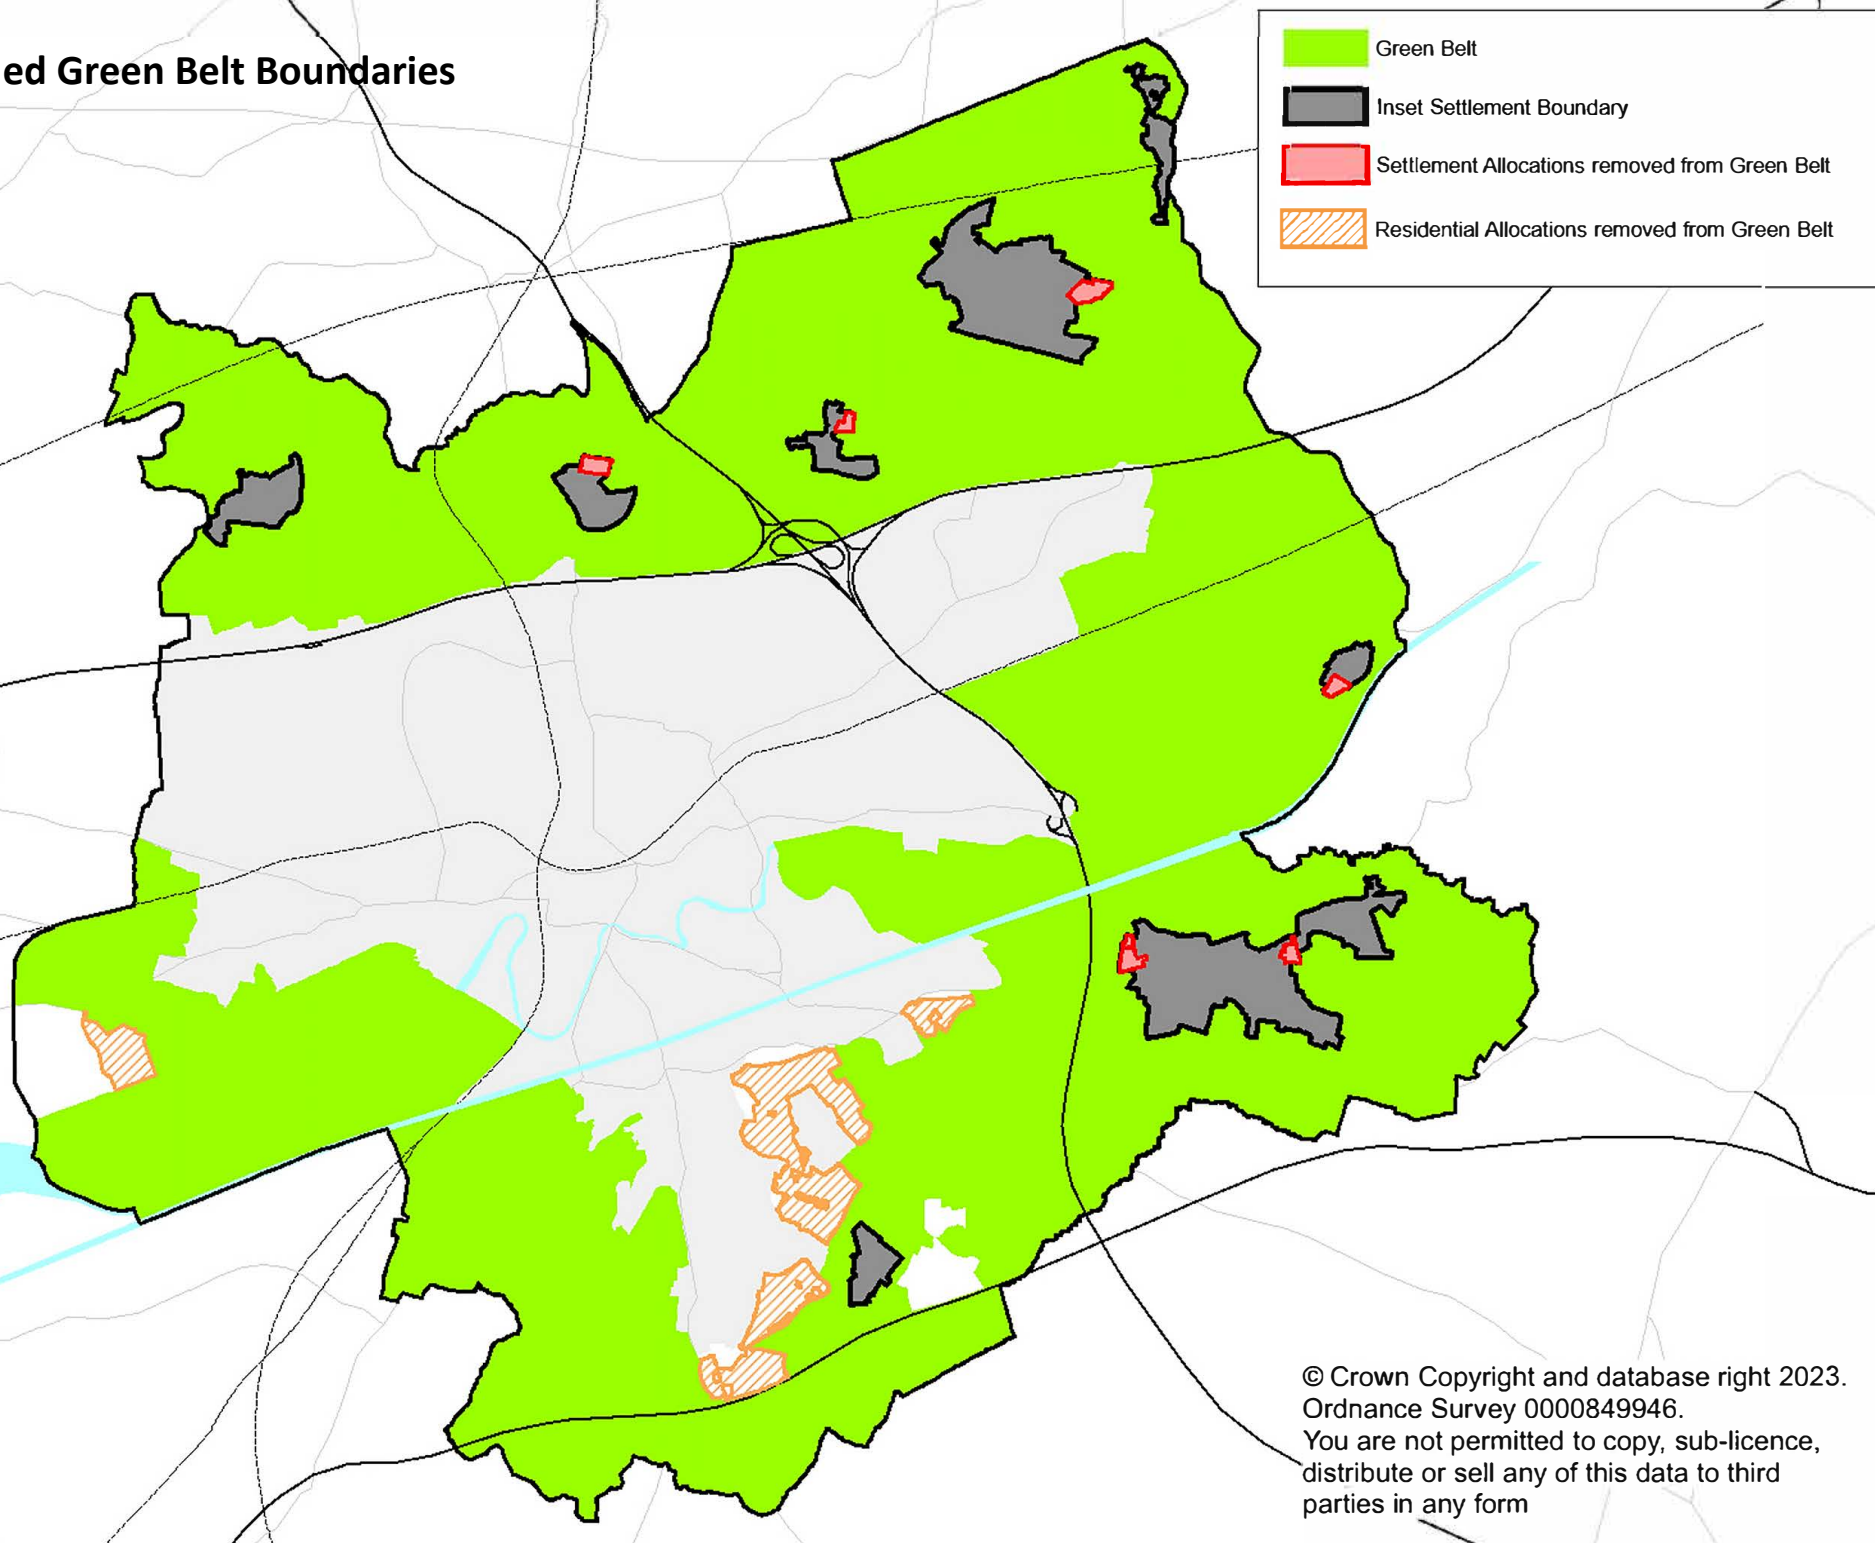 ed Green Belt Boundaries
Green Belt
Inset Settlement Boundary
Settlement Allocations removed from Green Belt
Residential Allocations removed from Green Belt
© Crown Copyright and database right 2023.
Ordnance Survey 0000849946.
You are not permitted to copy, sub-licence,
distribute or sell any of this data to third
parties in any form